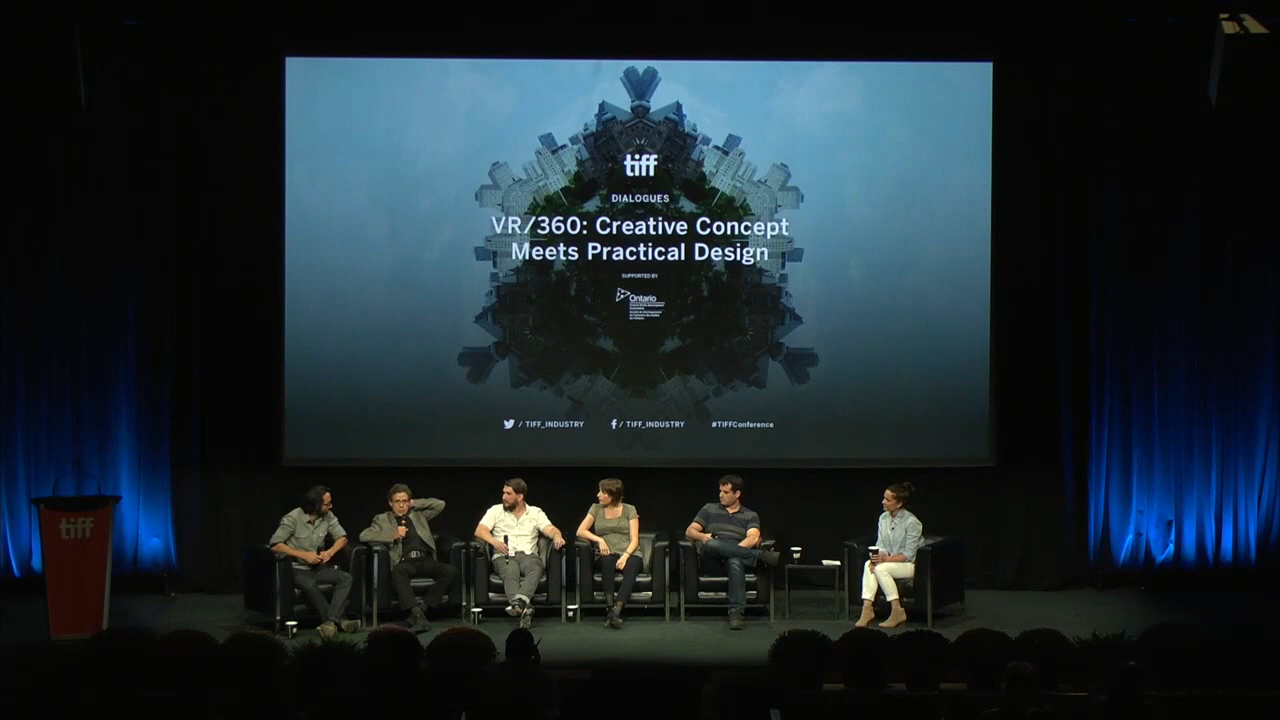 tiff
DIALOGUES
VR/360: Creative Concept
Meets Practical Design
SUPPORTED BY
Ontario
/ TIFF_INDUSTRY
f / TIFF_INDUSTRY
#TIFFConference
tiff